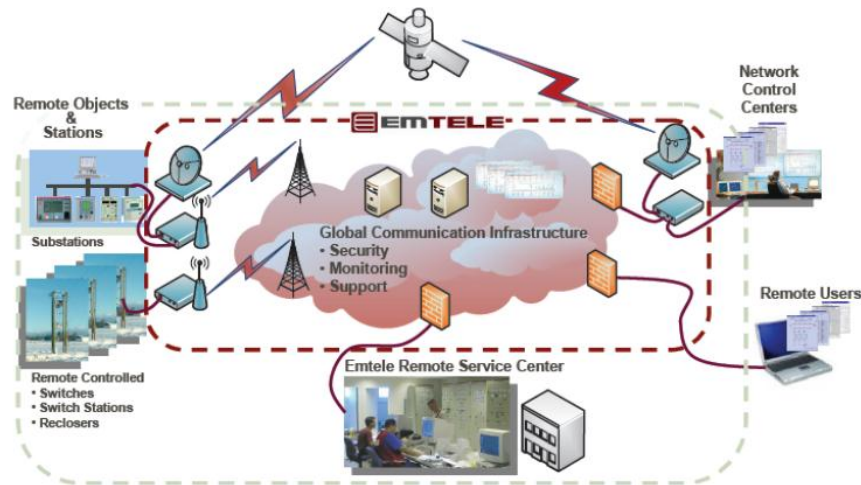 Remote Objects
&
Stations
EMTELE
Network
Control
Centers
Substations
Global Communication Infrastructure
• Security
• Monitoring
• Support
Remote Users
Remote Controlled
• Switches
• Switch Stations
• Reclosers
Emtele Remote Service Center